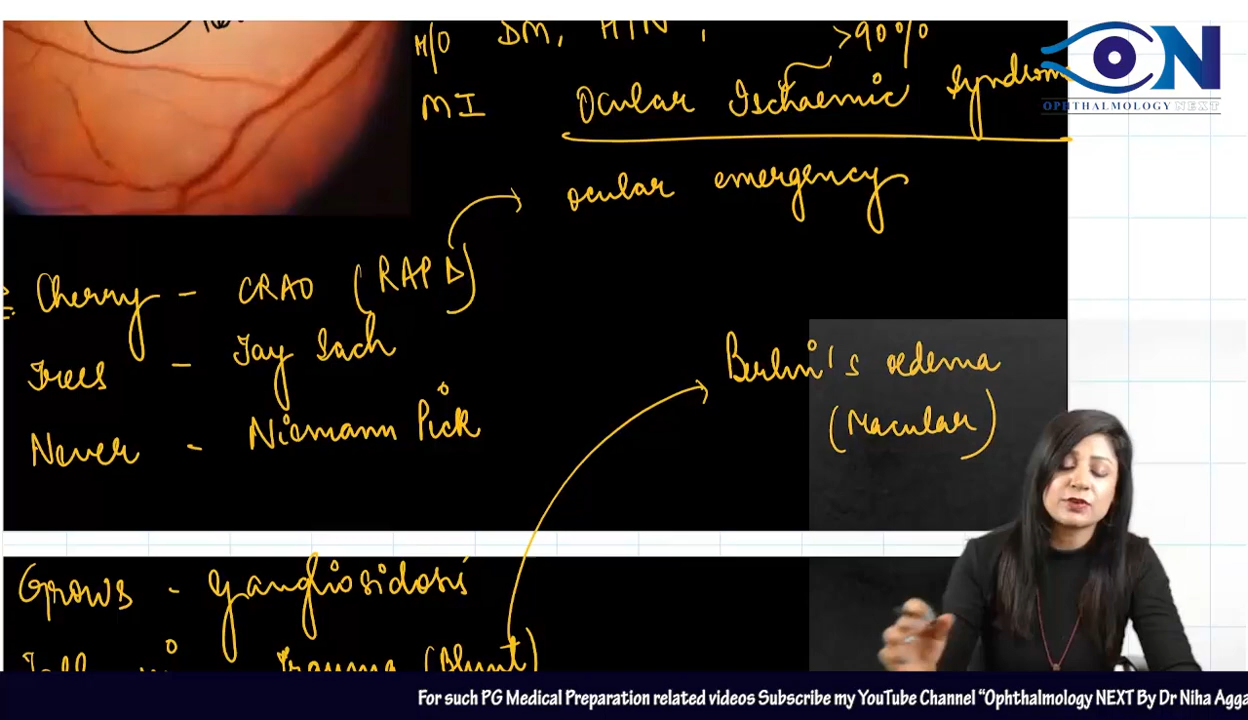 H/O DM, HTN, >90%
MI Ocular Ischaemic Syndrom
ON
OPHTHALMOLOGY NEXT
ocular emergency
Cherry - CRAO (RAPD)
Trees - Tay Sach
Never - Niemann Pick
Berlin's oedema
(Macular)
Grows - gangliosidosis
Trauma (Blunt)
For such PG Medical Preparation related videos Subscribe my YouTube Channel “Ophthalmology NEXT By Dr Niha Agga